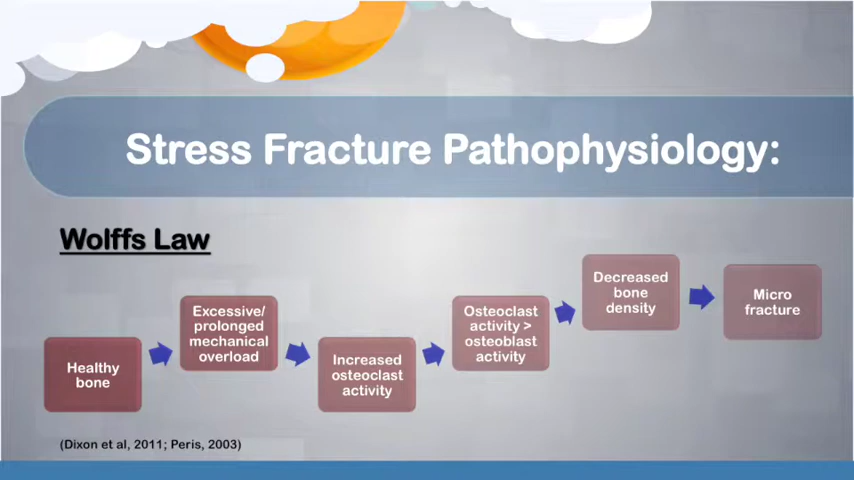 Stress Fracture Pathophysiology:
Wolffs Law
Healthy
bone
Excessive/
prolonged
mechanical
overload
Increased
osteoclast
activity
Osteoclast
activity >
osteoblast
activity
Decreased
bone
density
Micro
fracture
(Dixon et al, 2011; Peris, 2003)